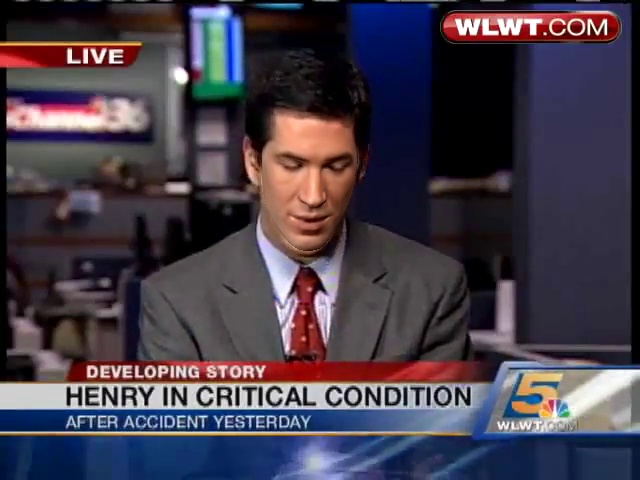 WLWT.COM
LIVE
DEVELOPING STORY
HENRY IN CRITICAL CONDITION
AFTER ACCIDENT YESTERDAY
5
WLWT.COM